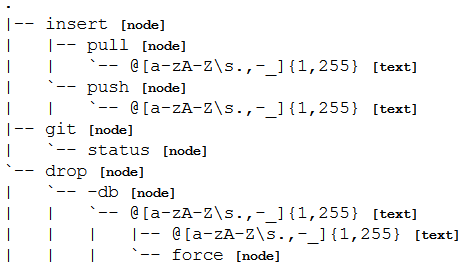 .
|-- insert [node]
|   |-- pull [node]
|   |   `-- @[a-zA-Z\s.,-_]{1,255} [text]
|   `-- push [node]
|   |   `-- @[a-zA-Z\s.,-_]{1,255} [text]
|-- git [node]
|   `-- status [node]
`-- drop [node]
|   `-- -db [node]
|   |   `-- @[a-zA-Z\s.,-_]{1,255} [text]
|   |   |   |-- @[a-zA-Z\s.,-_]{1,255} [text]
|   |   |   `-- force [node]